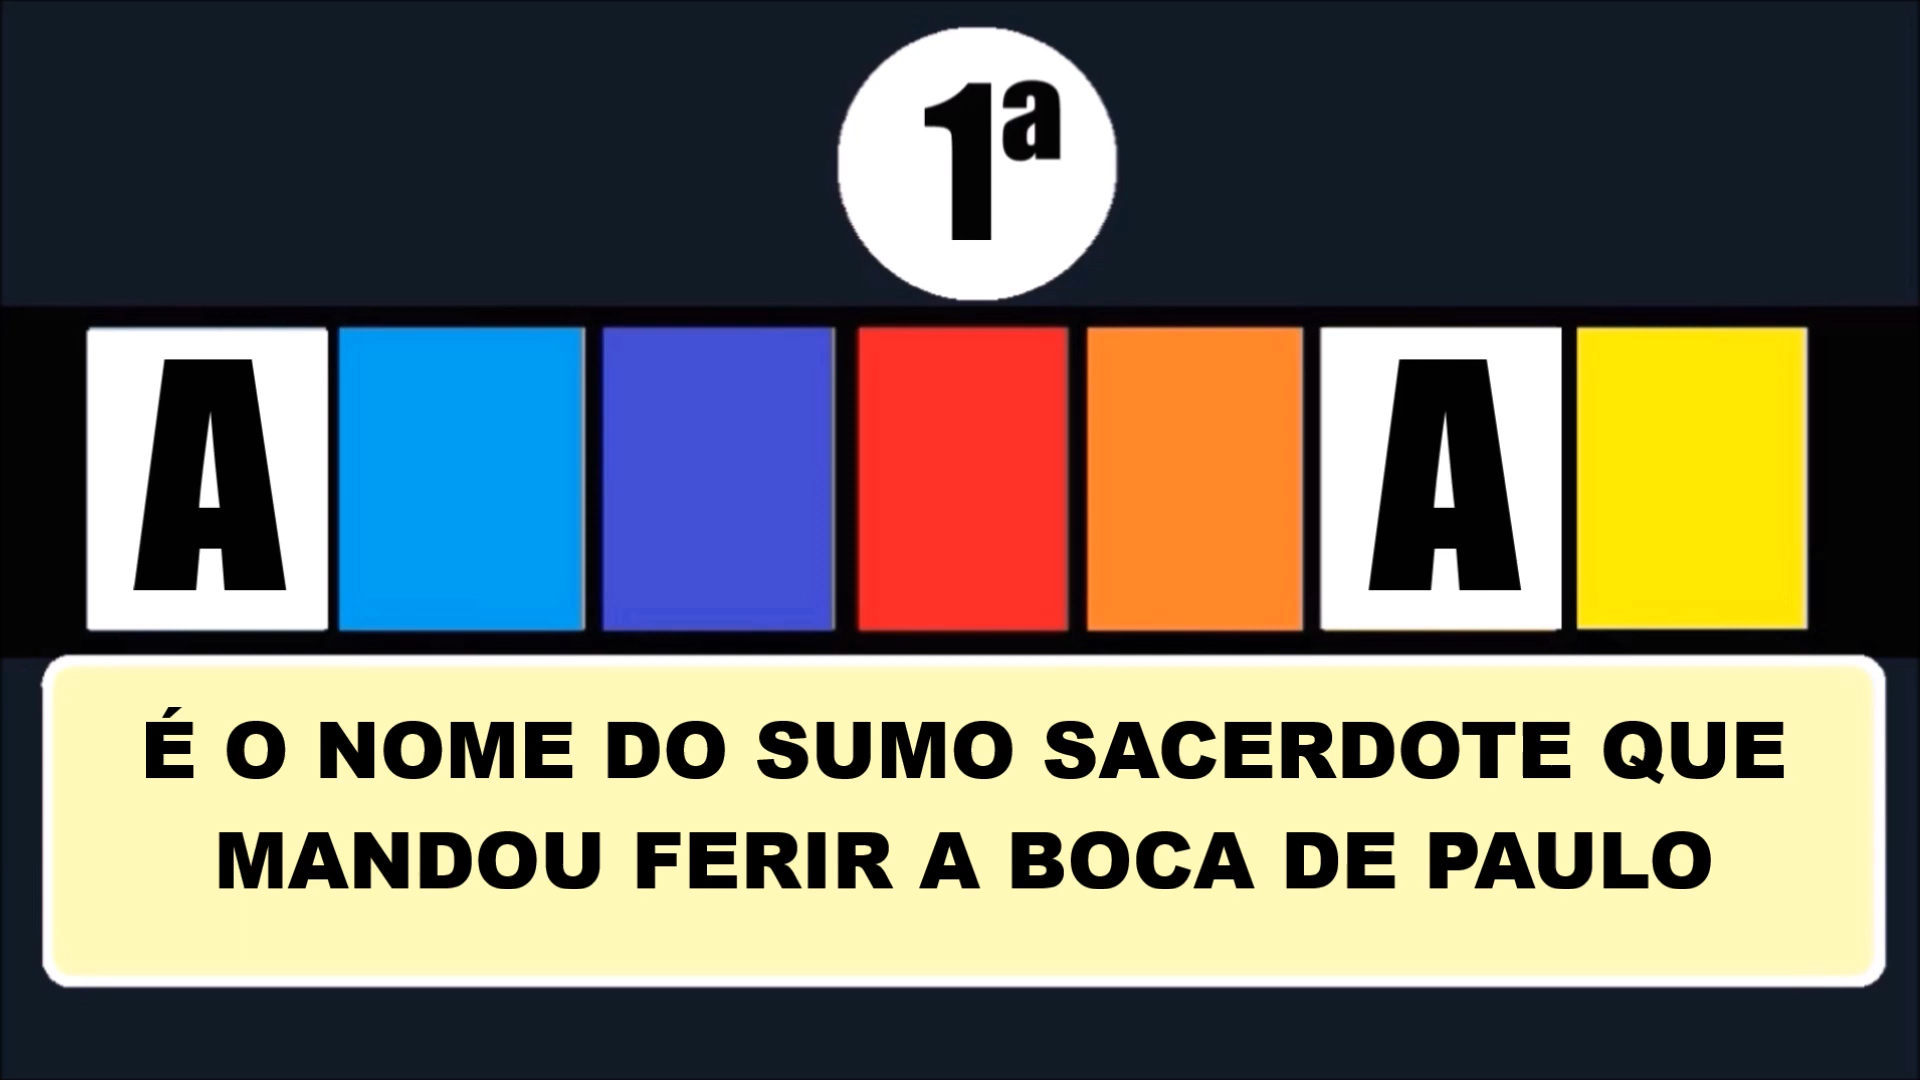 1ª
A A
É O NOME DO SUMO SACERDOTE QUE
MANDOU FERIR A BOCA DE PAULO